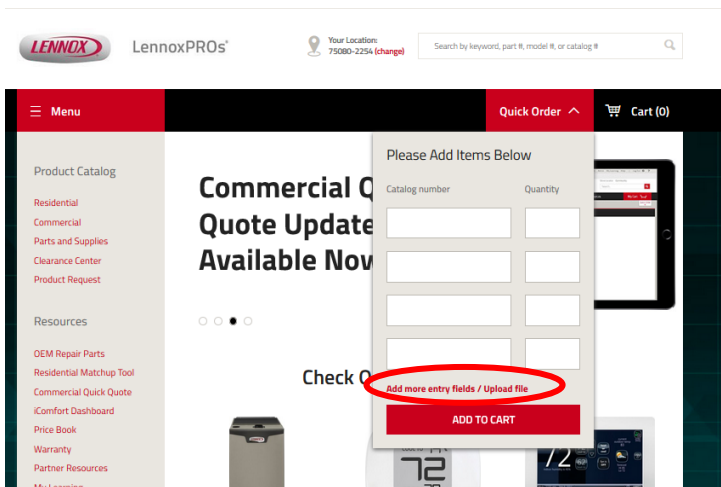 LENNOX
LennoxPROs
Your Location:
75080-2254 (change)
Search by keyword, part #, model #, or catalog #
Menu
Quick Order
Cart (0)
Product Catalog
Residential
Commercial
Parts and Supplies
Clearance Center
Product Request
Resources
OEM Repair Parts
Residential Matchup Tool
Commercial Quick Quote
iComfort Dashboard
Price Book
Warranty
Partner Resources
My Learning
Commercial Q
Quote Update
Available Now
Check O
Please Add Items Below
Catalog number
Quantity
Add more entry fields / Upload file
ADD TO CART
LENNOX
72
72